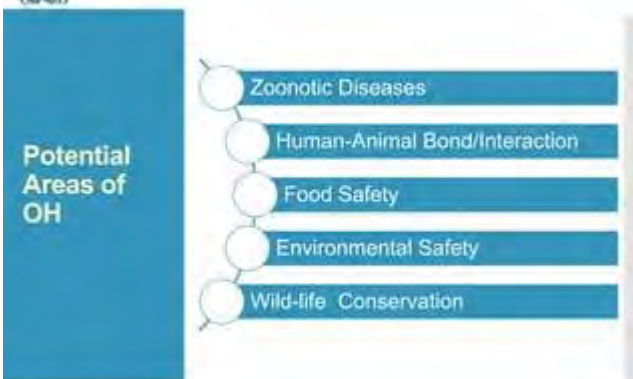 Potential
Areas of
OH
Zoonotic Diseases
Human-Animal Bond/Interaction
Food Safety
Environmental Safety
Wild-life Conservation